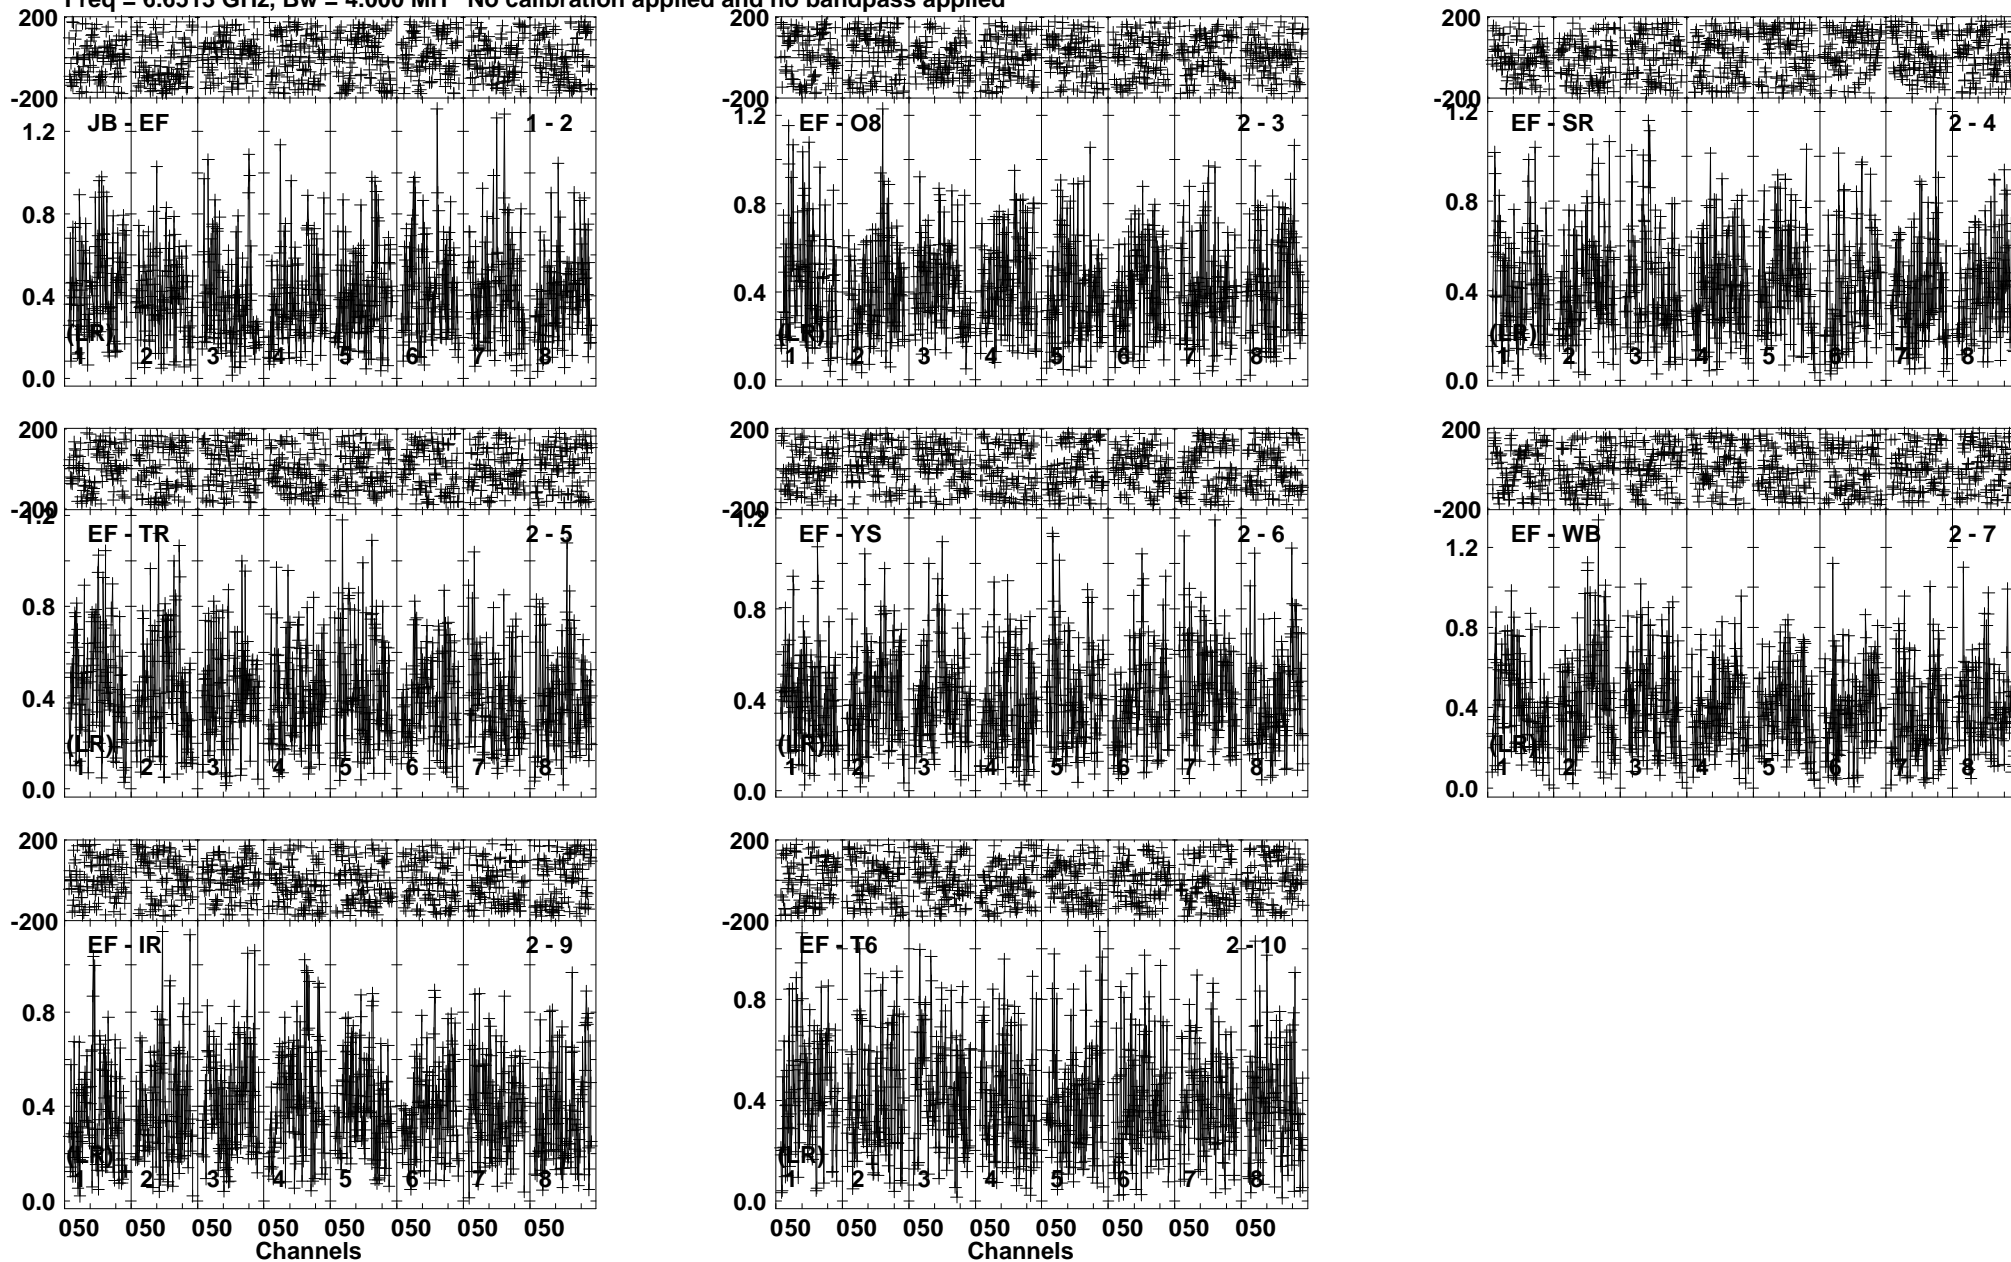 Freq = 6.6513 GHz, Bw = 4.000 MH No calibration applied and no bandpass applied
200 200 200
-200 -200 -200
JB - EF 1 - 2 EF - O8 2 - 3 EF - SR 2 - 4
1.2 1.2 1.2
0.8 0.8 0.8
0.4 0.4 0.4
(LR) (LR) (LR)
1 2 3 4 5 6 7 8 1 2 3 4 5 6 7 8 1 2 3 4 5 6 7 8
0.0 0.0 0.0
200 200 200
-200 -200 -200
1.2 1.2
EF - TR 2 - 5 EF - YS 2 - 6 EF - WB 2 - 7
1.2
0.8 0.8 0.8
0.4 0.4 0.4
(LR) (LR) (LR)
1 2 3 4 5 6 7 8 1 2 3 4 5 6 7 8 1 2 3 4 5 6 7 8
0.0 0.0 0.0
200 200
-200 -200
EF - IR 2 - 9 EF - T6 2 - 10
0.8 0.8
0.4 0.4
(LR) (LR)
1 2 3 4 5 6 7 8 1 2 3 4 5 6 7 8
0.0 0.0
050 050 050 050 050 050 050 050 050 050 050 050 050 050 050 050
Channels Channels